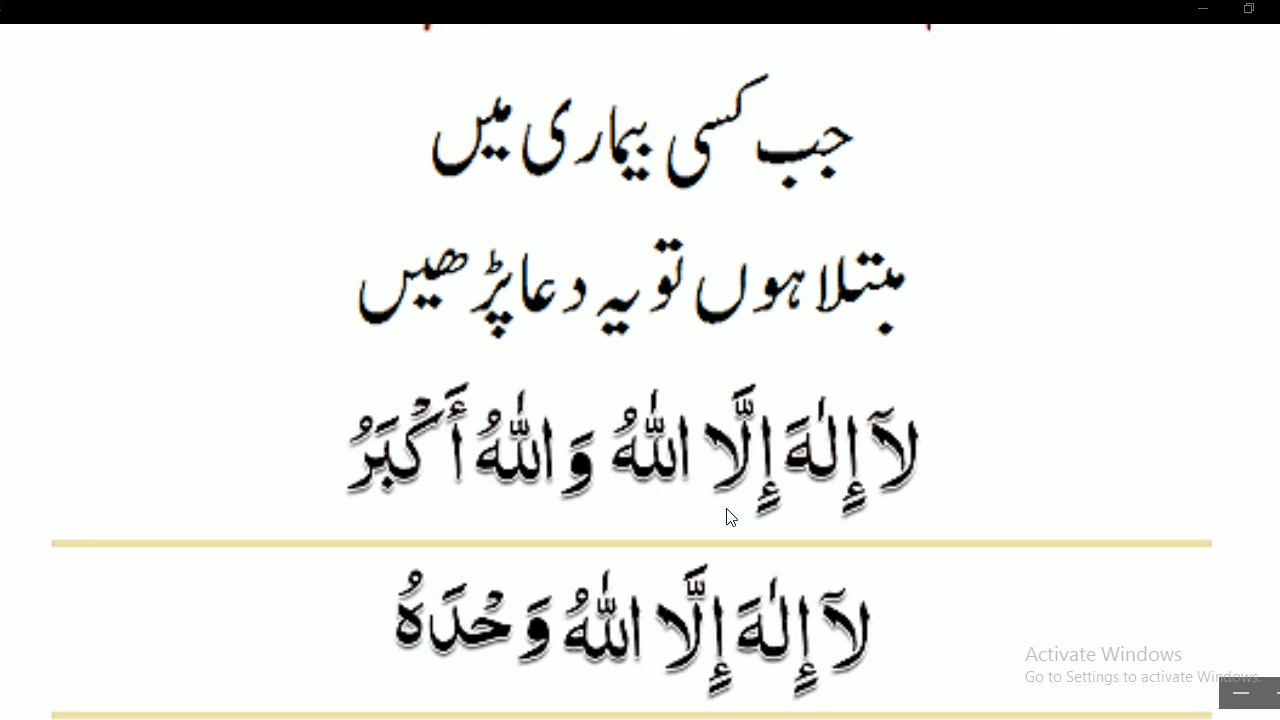 جب کسی بیماری میں
مبتلا ہوں تو یہ دعا پڑھیں
لَآ إِلٰهَ إِلَّا اللّٰهُ وَ اللّٰهُ أَكْبَرُ
لَآ إِلٰهَ إِلَّا اللّٰهُ وَحْدَهُ
Activate Windows
Go to Settings to activate Windows.